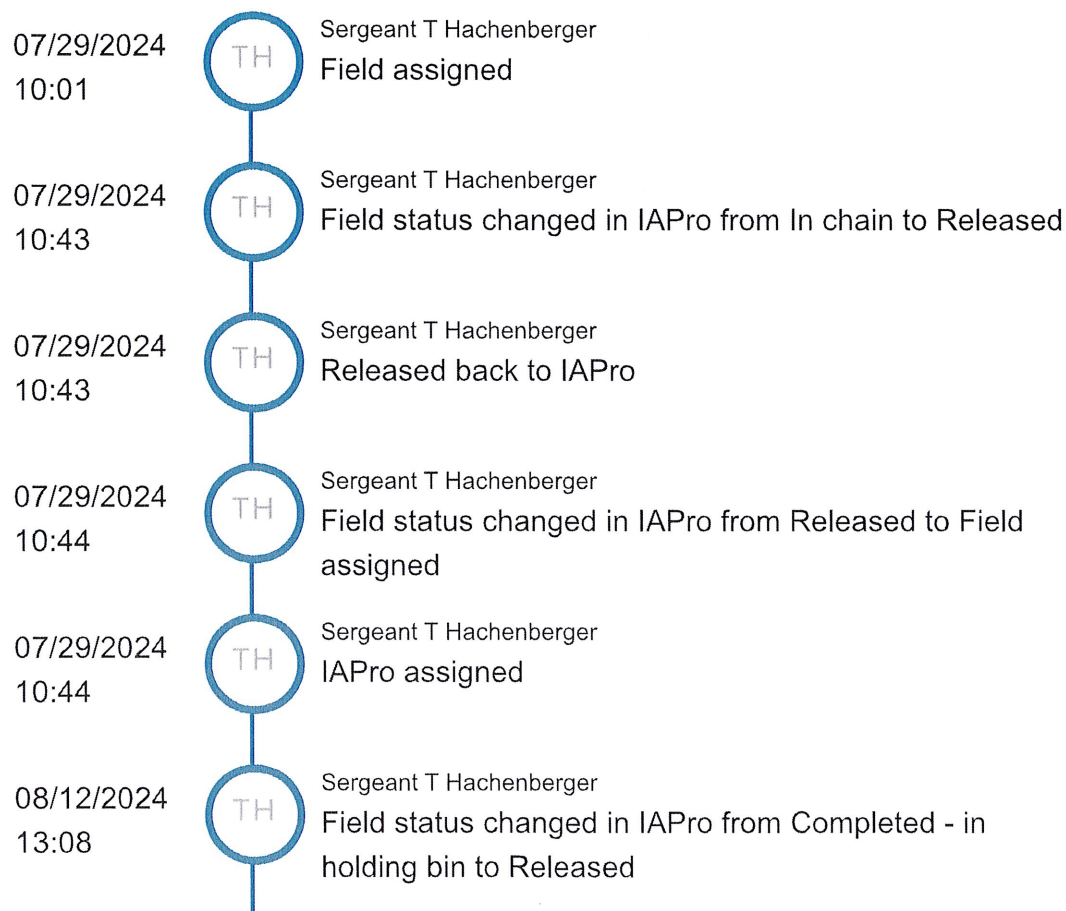 07/29/2024
10:01
TH
Sergeant T Hachenberger
Field assigned
07/29/2024
10:43
TH
Sergeant T Hachenberger
Field status changed in IAPro from In chain to Released
07/29/2024
10:43
TH
Sergeant T Hachenberger
Released back to IAPro
07/29/2024
10:44
TH
Sergeant T Hachenberger
Field status changed in IAPro from Released to Field
assigned
07/29/2024
10:44
TH
Sergeant T Hachenberger
IAPro assigned
08/12/2024
13:08
TH
Sergeant T Hachenberger
Field status changed in IAPro from Completed - in
holding bin to Released